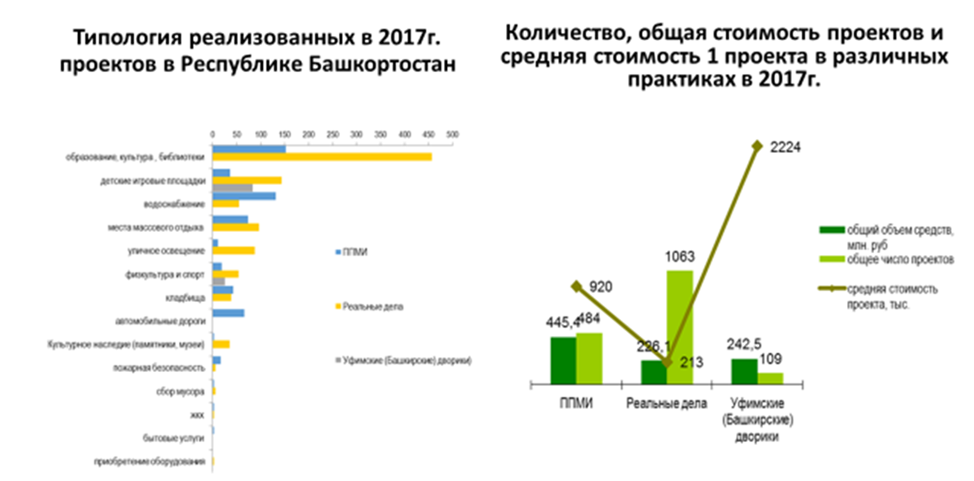 Типология реализованных в 2017г.
проектов в Республике Башкортостан
0 50 100 150 200 250 300 350 400 450 500
образование, культура , библиотеки
детские игровые площадки
водоснабжение
места массового отдыха
уличное освещение
физкультура и спорт
кладбища
автомобильные дороги
Культурное наследие (памятники, музеи)
пожарная безопасность
сбор мусора
жкх
бытовые услуги
приобретение оборудования
ППМИ
Реальные дела
Уфимские (Башкирские) дворики)
Количество, общая стоимость проектов и
средняя стоимость 1 проекта в различных
практиках в 2017г.
2224
1063
920
445,4
484
226,1
213
242,5
109
ППМИ
Реальные дела
Уфимские
(Башкирские)
дворики
общий объем средств,
млн. руб
общее число проектов
средняя стоимость
проекта, тыс.